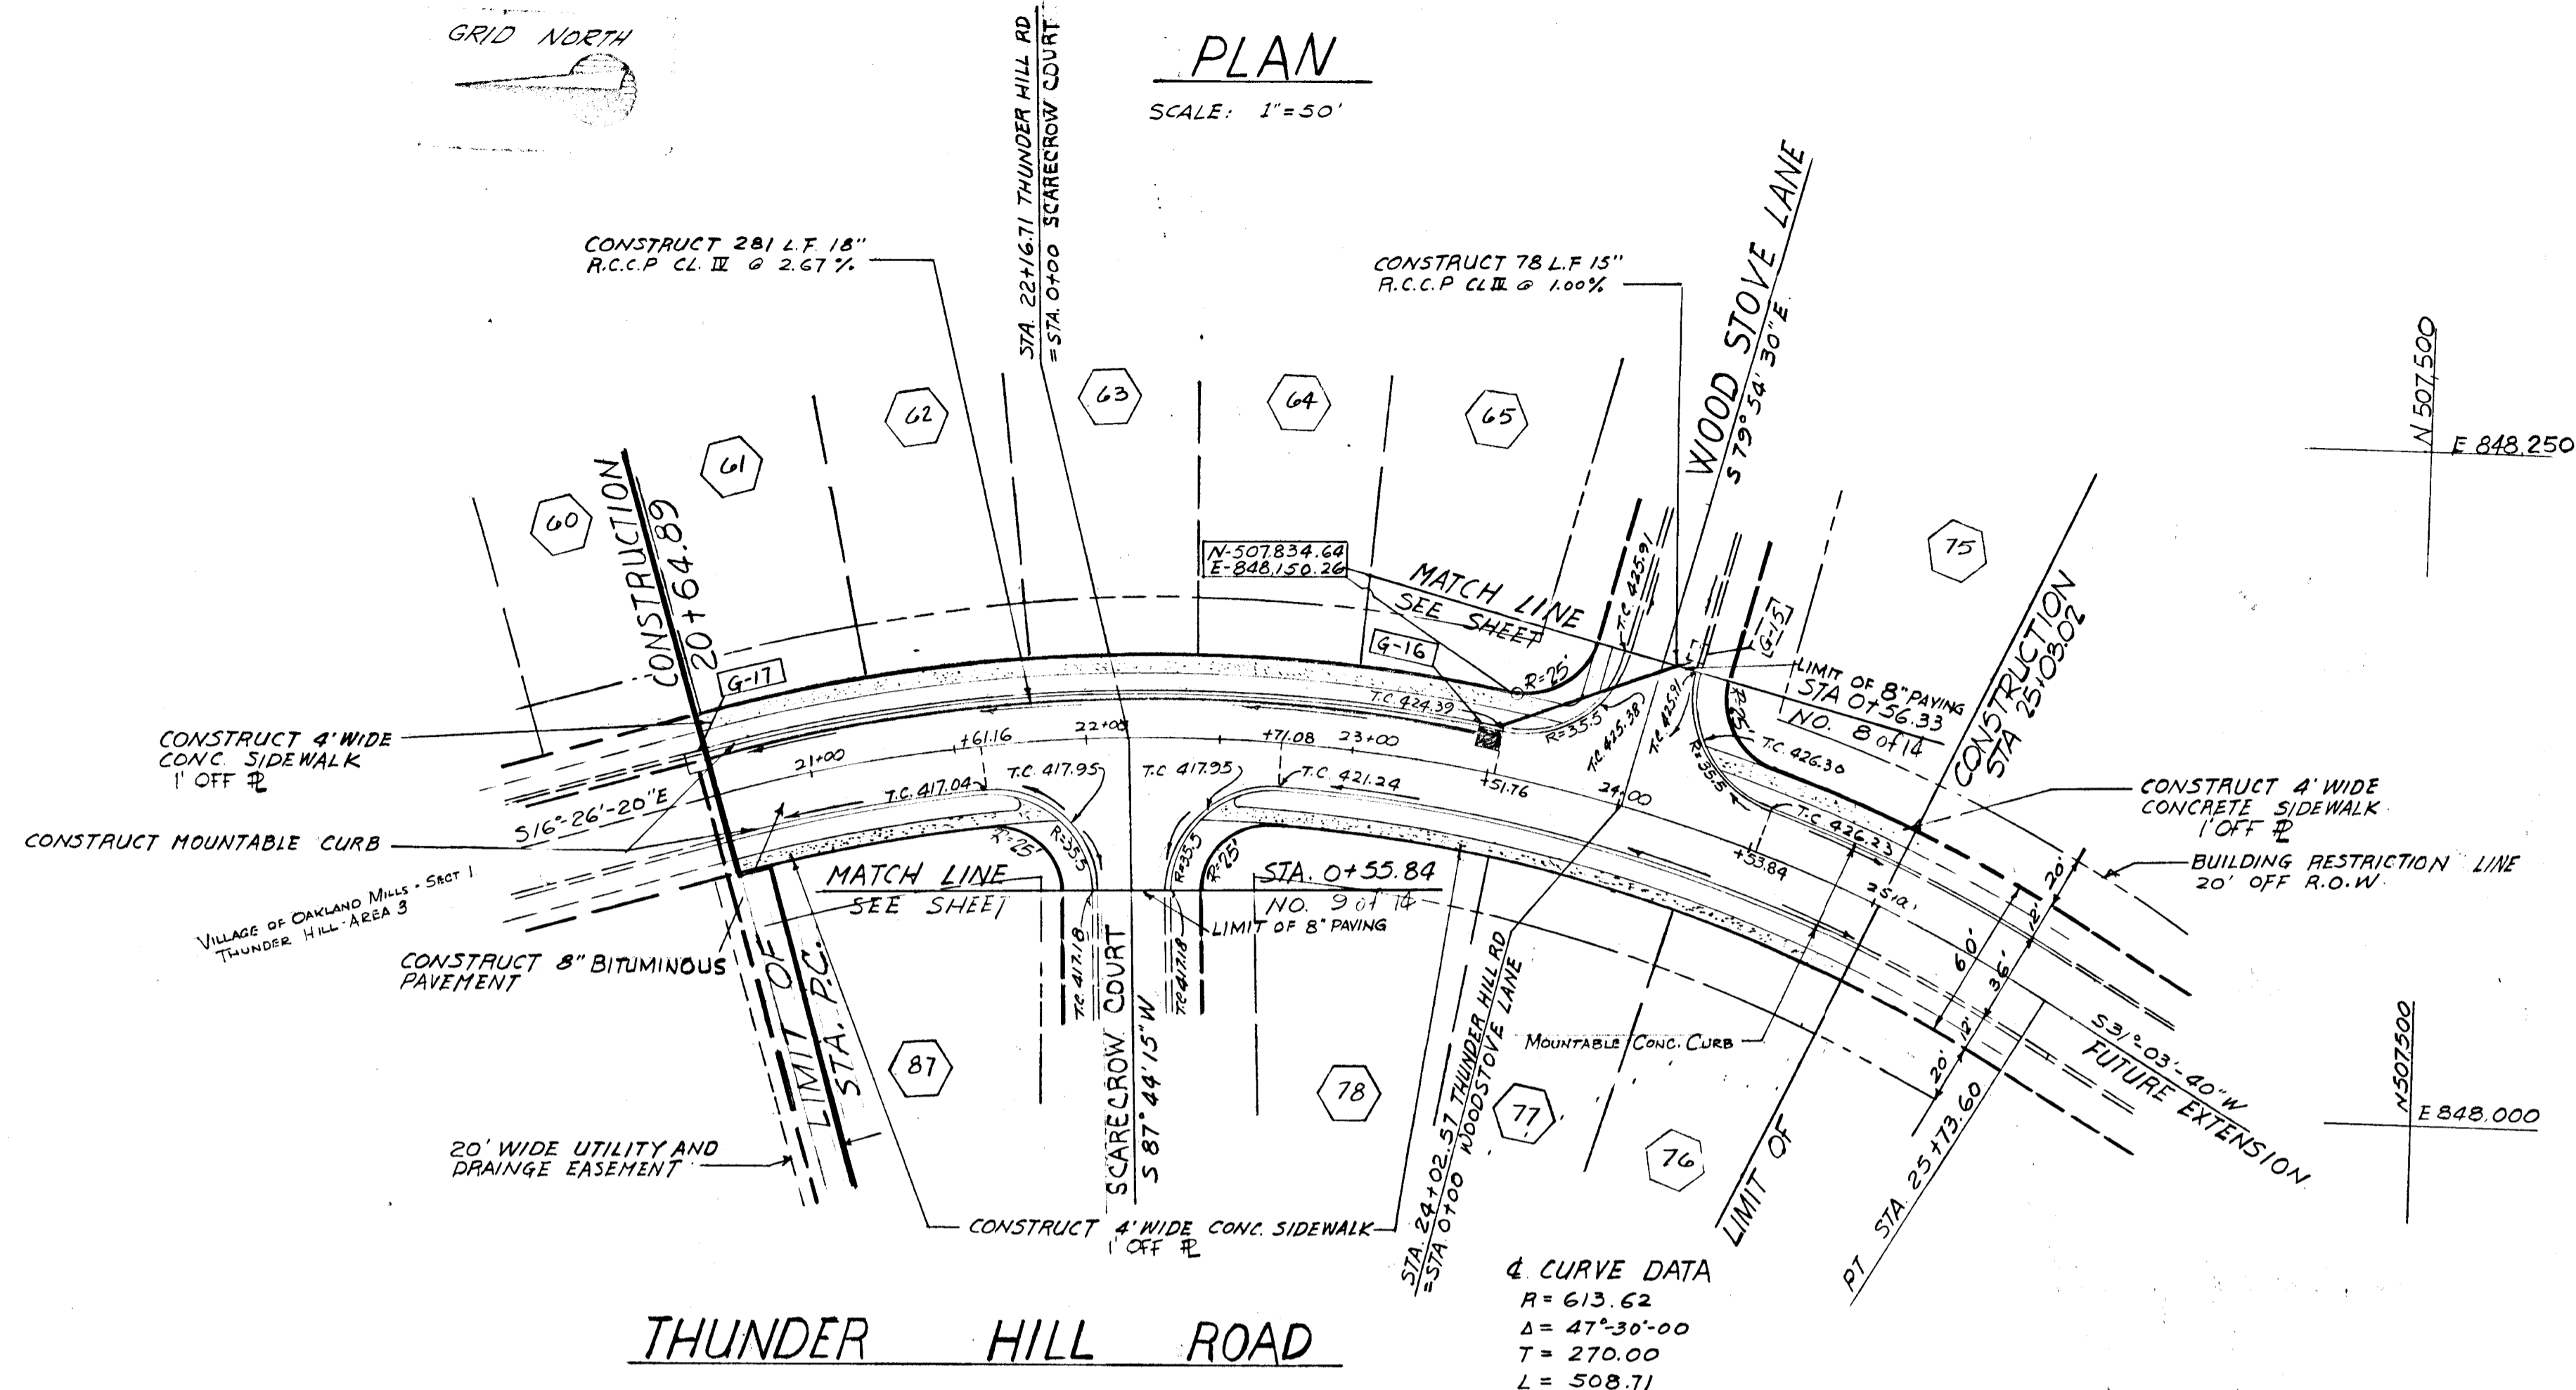 GRID NORTH
PLAN
SCALE: 1"=50'
STA. 22+16.71 THUNDER HILL RD
=STA. 0+00 SCARECROW COURT
CONSTRUCT 281 L.F. 18"
R.C.C.P CL. IV @ 2.67 %
CONSTRUCT 78 L.F 15"
R.C.C.P CL IV @ 1.00%
WOOD STOVE LANE
S 79° 54' 30" E.
N 507,500
E 848,250
60
61
62
63
64
65
75
CONSTRUCTION
20+64.89
N-507,834.64
E-848,150.26
MATCH LINE
SEE SHEET
T.C. 425.91
G-15
G-16
G-17
R=25'
LIMIT OF 8" PAVING
STA 0+56.33
NO. 8 of 14
CONSTRUCTION
STA 25+03.02
CONSTRUCT 4' WIDE
CONC. SIDEWALK
1' OFF PL
T.C. 424.39
R=35.5
T.C. 425.38
T.C. 425.91
R=25'
T.C. 426.30
R=35.5
21+00
+61.16
22+00
+71.08
23+00
+51.76
24+00
+53.84
T.C. 417.04
T.C. 417.95
T.C. 417.95
T.C. 421.24
T.C. 426.23
S16°-26'-20"E
CONSTRUCT MOUNTABLE CURB
CONSTRUCT 4' WIDE
CONCRETE SIDEWALK
1' OFF PL
BUILDING RESTRICTION LINE
20' OFF R.O.W.
R=25'
R=35.5
R=35.5
R=25'
MATCH LINE
SEE SHEET
STA. 0+55.84
NO. 9 of 14
LIMIT OF 8" PAVING
VILLAGE OF OAKLAND MILLS - SECT 1
THUNDER HILL - AREA 3
CONSTRUCT 8" BITUMINOUS
PAVEMENT
LIMIT OF
STA. P.C.
T.C. 417.18
T.C. 417.18
SCARECROW COURT
S 87° 44' 15" W
20'
12'
60'
36'
12'
20'
S31°-03'-40"W
FUTURE EXTENSION
MOUNTABLE CONC. CURB
N 507,500
E 848,000
87
78
77
76
20' WIDE UTILITY AND
DRAINGE EASEMENT
CONSTRUCT 4' WIDE CONC. SIDEWALK
1' OFF PL
STA. 24+02.57 THUNDER HILL RD
=STA. 0+00 WOODSTOVE LANE
LIMIT OF
PT STA. 25+73.60
℄ CURVE DATA
R = 613.62
Δ = 47°-30'-00
T = 270.00
L = 508.71
THUNDER HILL ROAD